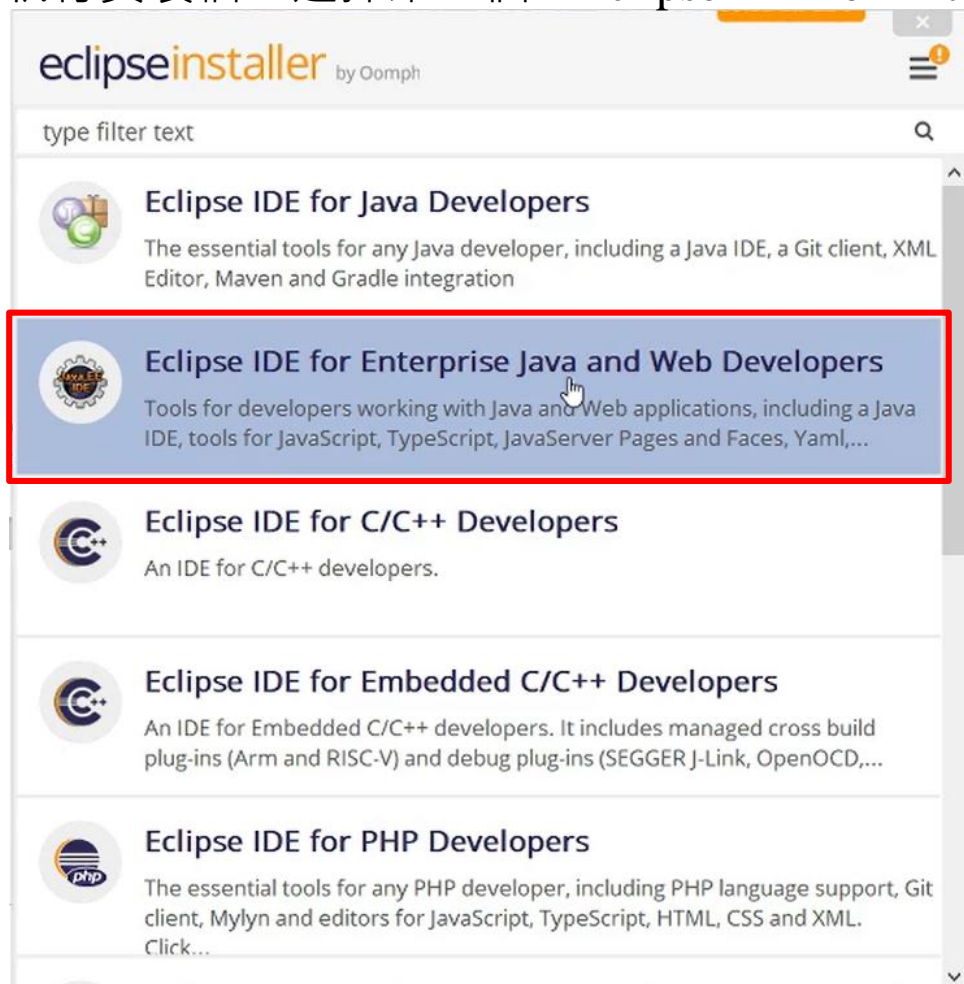 eclipseinstaller by Oomph
type filter text
Eclipse IDE for Java Developers
The essential tools for any Java developer, including a Java IDE, a Git client, XML
Editor, Maven and Gradle integration
Eclipse IDE for Enterprise Java and Web Developers
Tools for developers working with Java and Web applications, including a Java
IDE, tools for JavaScript, TypeScript, JavaServer Pages and Faces, Yaml,...
Eclipse IDE for C/C++ Developers
An IDE for C/C++ developers.
Eclipse IDE for Embedded C/C++ Developers
An IDE for Embedded C/C++ developers. It includes managed cross build
plug-ins (Arm and RISC-V) and debug plug-ins (SEGGER J-Link, OpenOCD,...
Eclipse IDE for PHP Developers
The essential tools for any PHP developer, including PHP language support, Git
client, Mylyn and editors for JavaScript, TypeScript, HTML, CSS and XML.
Click...